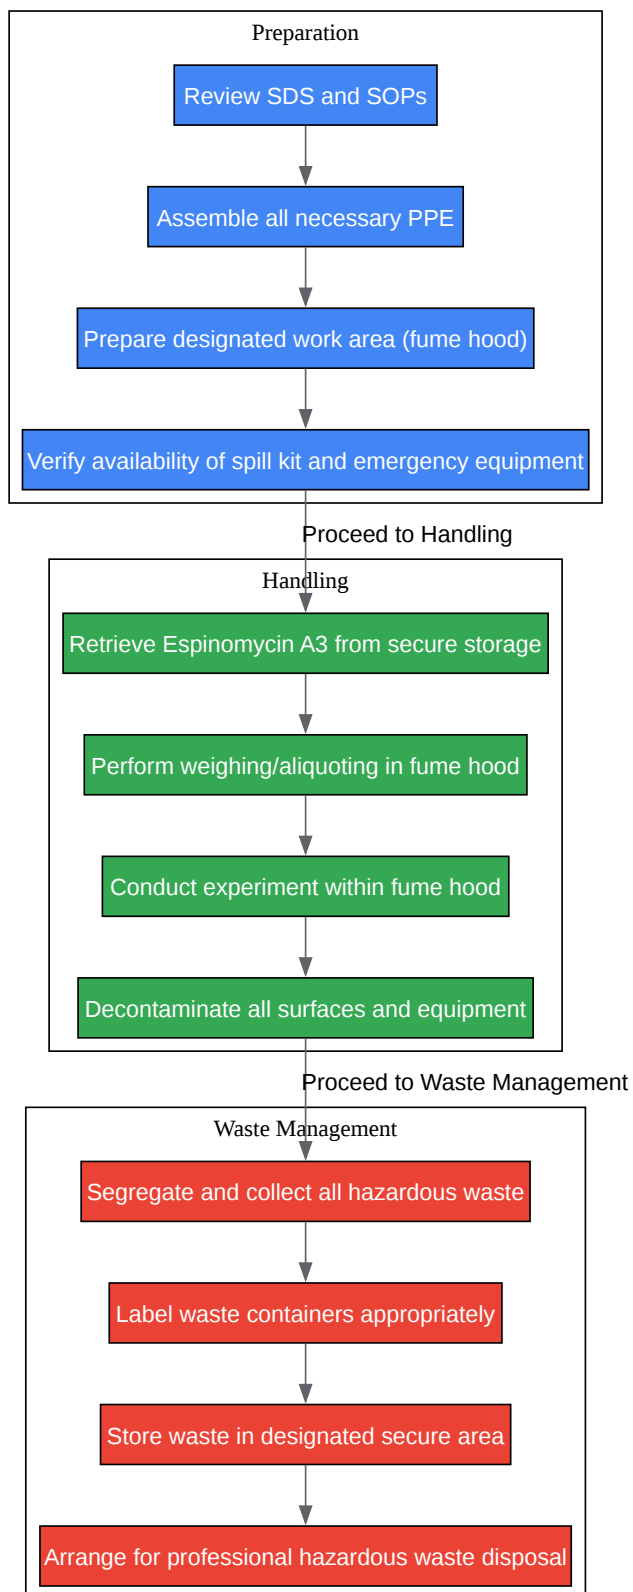 Preparation
Review SDS and SOPs
Assemble all necessary PPE
Prepare designated work area (fume hood)
Verify availability of spill kit and emergency equipment
Proceed to Handling
Handling
Retrieve Espinomycin A3 from secure storage
Perform weighing/aliquoting in fume hood
Conduct experiment within fume hood
Decontaminate all surfaces and equipment
Proceed to Waste Management
Waste Management
Segregate and collect all hazardous waste
Label waste containers appropriately
Store waste in designated secure area
Arrange for professional hazardous waste disposal